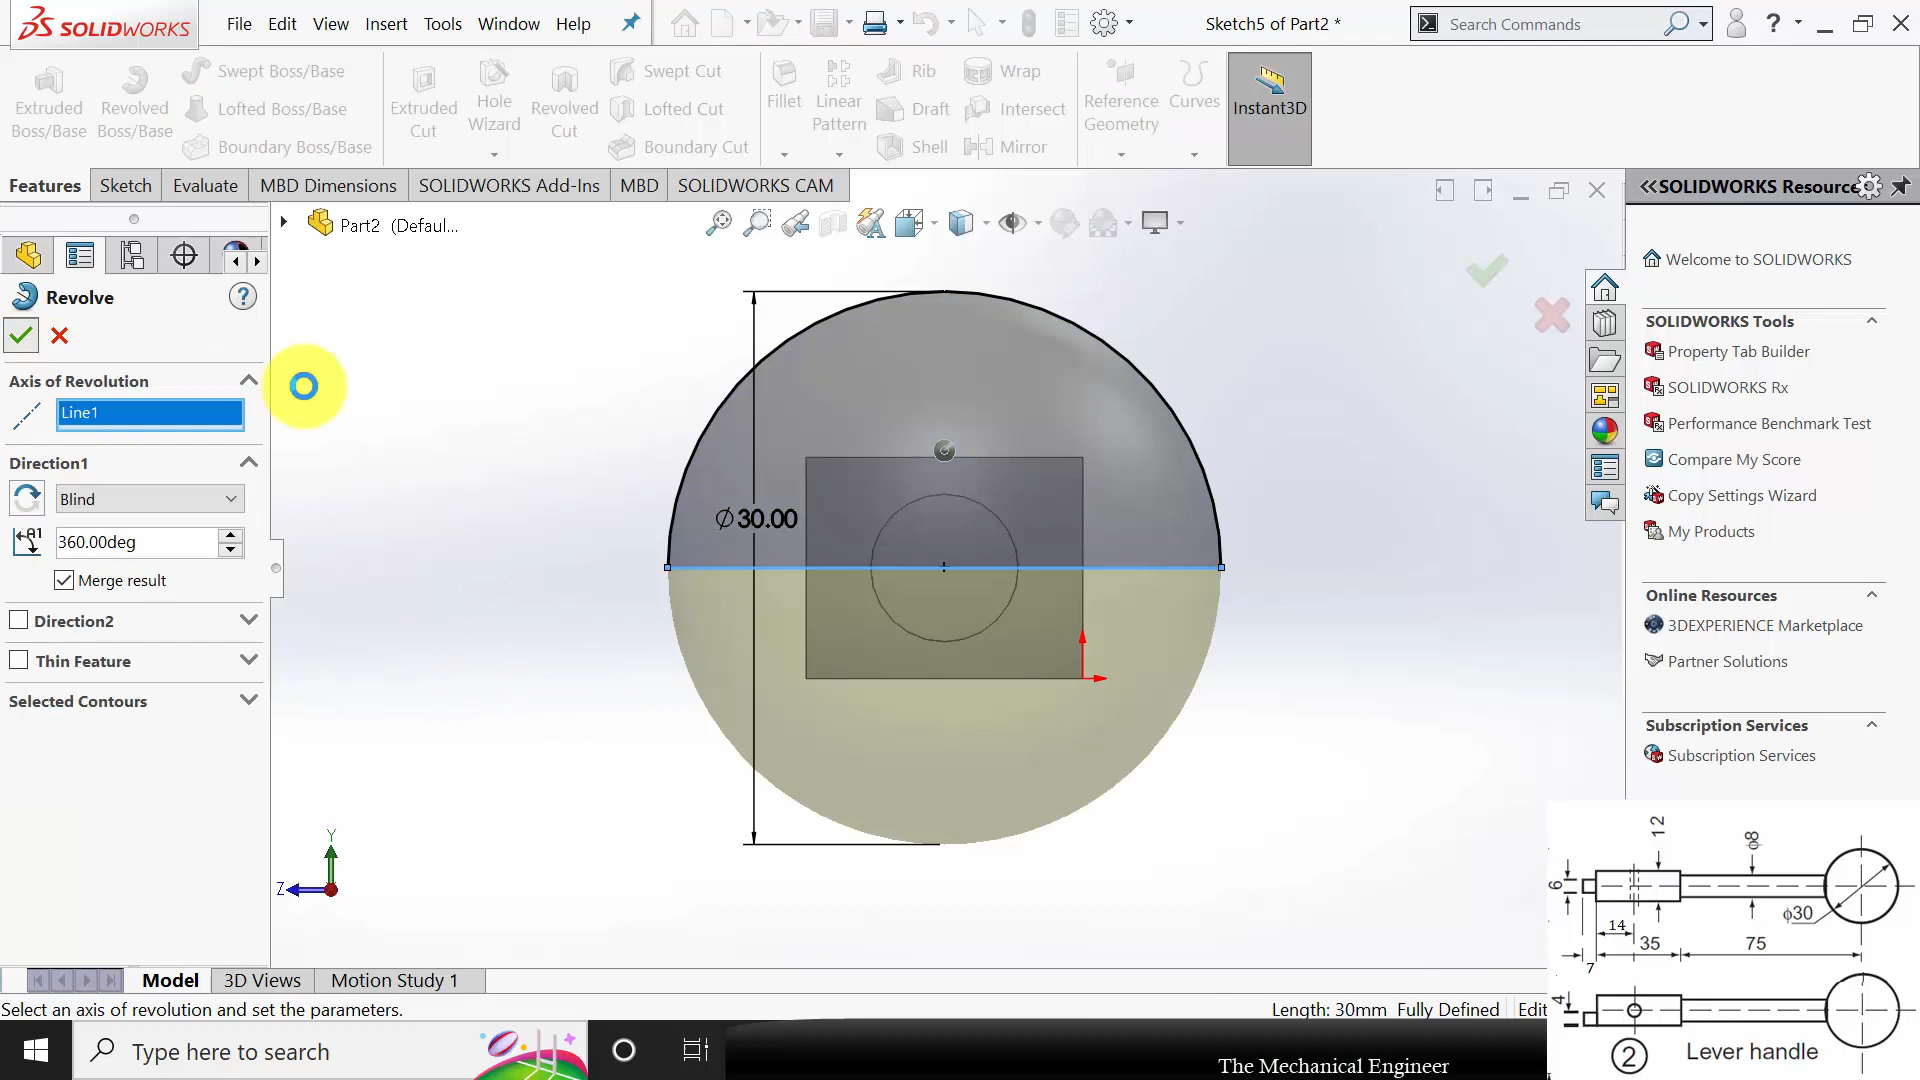 SOLIDWORKS File Edit View Insert Tools Window Help Sketch5 of Part2 * Search Commands ?
Extruded Boss/Base
Revolved Boss/Base
Swept Boss/Base
Lofted Boss/Base
Boundary Boss/Base
Extruded Cut
Hole Wizard
Revolved Cut
Swept Cut
Lofted Cut
Boundary Cut
Fillet
Linear Pattern
Rib
Draft
Shell
Wrap
Intersect
Mirror
Reference Geometry
Curves
Instant3D
Features Sketch Evaluate MBD Dimensions SOLIDWORKS Add-Ins MBD SOLIDWORKS CAM
Part2 (Defaul...
Revolve ?
Axis of Revolution
Line1
Direction1
Blind
A1
360.00deg
Merge result
Direction2
Thin Feature
Selected Contours
∅30.00
Y
Z
SOLIDWORKS Resource
Welcome to SOLIDWORKS
SOLIDWORKS Tools
Property Tab Builder
SOLIDWORKS Rx
Performance Benchmark Test
Compare My Score
Copy Settings Wizard
My Products
Online Resources
3DEXPERIENCE Marketplace
Partner Solutions
Subscription Services
Subscription Services
12
ϕ8
6
ϕ30
14
35
75
7
4
2 Lever handle
Model 3D Views Motion Study 1
Select an axis of revolution and set the parameters. Length: 30mm Fully Defined Edit
Type here to search
The Mechanical Engineer